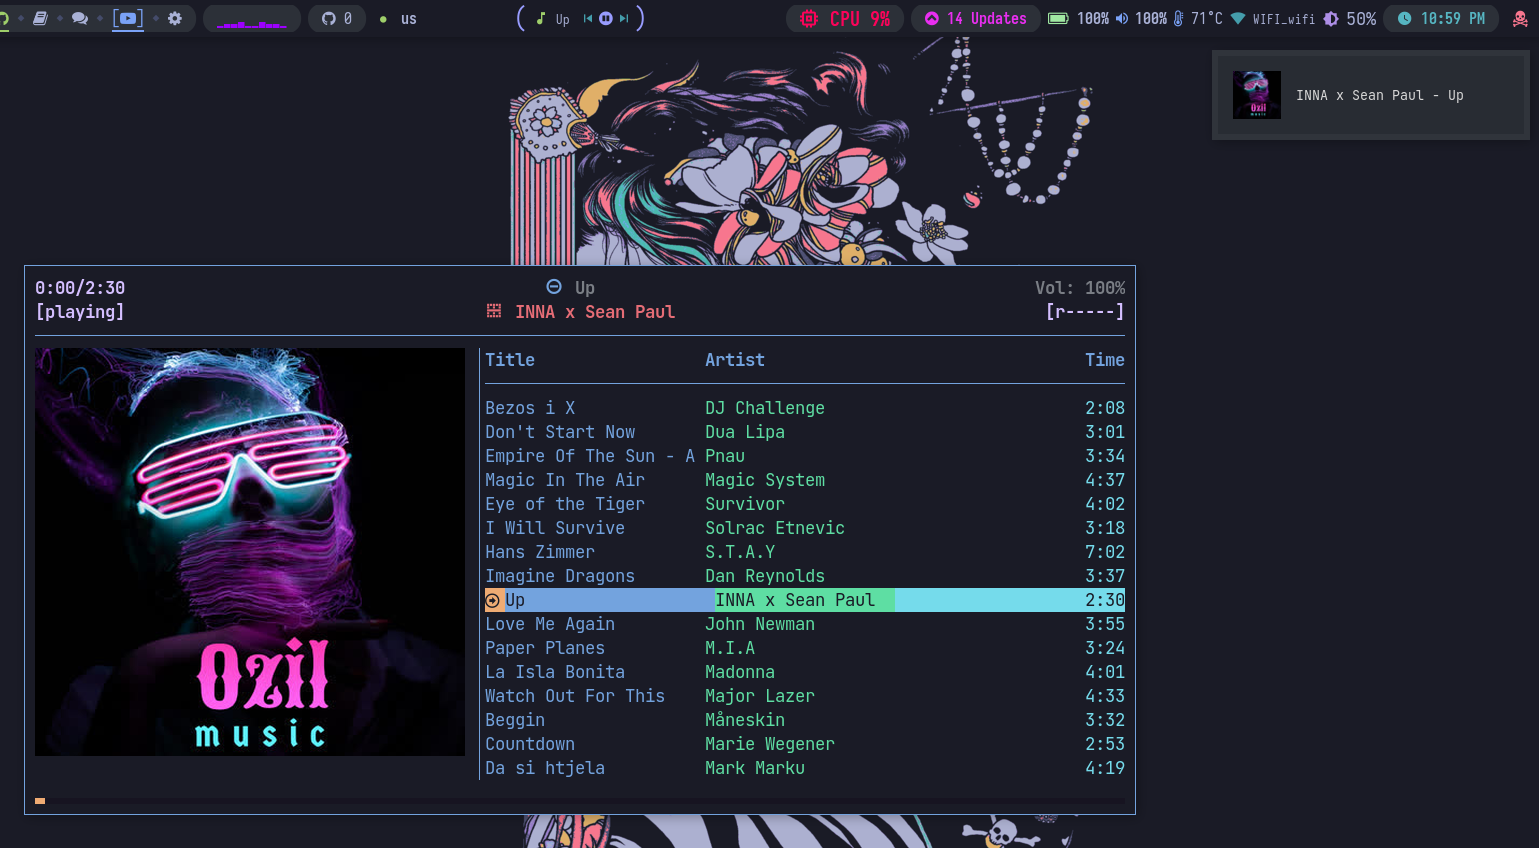 0
us
Up
CPU 9%
14 Updates
100%
100%
71°C
WIFI_wifi
50%
10:59 PM
INNA x Sean Paul - Up
Ozil
music
0:00/2:30
Up
Vol: 100%
[playing]
INNA x Sean Paul
[r-----]
Title Artist Time
Bezos i X DJ Challenge 2:08
Don't Start Now Dua Lipa 3:01
Empire Of The Sun - A Pnau 3:34
Magic In The Air Magic System 4:37
Eye of the Tiger Survivor 4:02
I Will Survive Solrac Etnevic 3:18
Hans Zimmer S.T.A.Y 7:02
Imagine Dragons Dan Reynolds 3:37
Up INNA x Sean Paul 2:30
Love Me Again John Newman 3:55
Paper Planes M.I.A 3:24
La Isla Bonita Madonna 4:01
Watch Out For This Major Lazer 4:33
Beggin Måneskin 3:32
Countdown Marie Wegener 2:53
Da si htjela Mark Marku 4:19
Ozil
music